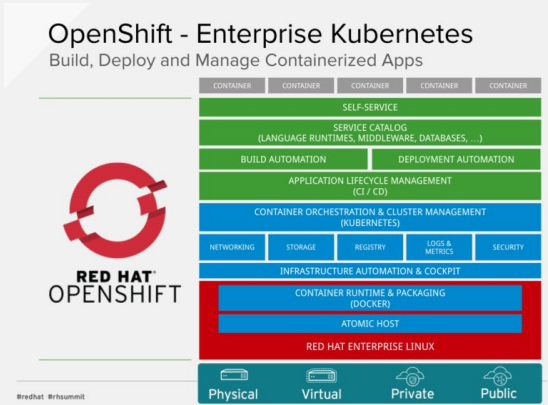 OpenShift - Enterprise Kubernetes
Build, Deploy and Manage Containerized Apps
CONTAINER CONTAINER CONTAINER CONTAINER CONTAINER
SELF-SERVICE
SERVICE CATALOG
(LANGUAGE RUNTIMES, MIDDLEWARE, DATABASES, ...)
BUILD AUTOMATION DEPLOYMENT AUTOMATION
APPLICATION LIFECYCLE MANAGEMENT
(CI / CD)
CONTAINER ORCHESTRATION & CLUSTER MANAGEMENT
(KUBERNETES)
NETWORKING STORAGE REGISTRY LOGS & METRICS SECURITY
INFRASTRUCTURE AUTOMATION & COCKPIT
RED HAT®
OPENSHIFT
CONTAINER RUNTIME & PACKAGING
(DOCKER)
ATOMIC HOST
RED HAT ENTERPRISE LINUX
Physical Virtual Private Public
#redhat #rhsummit